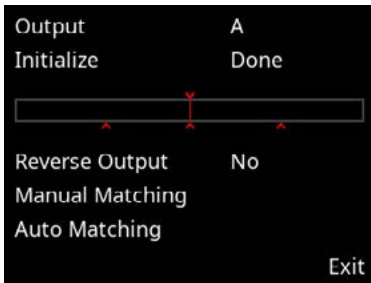 Output A
Initialize Done
Reverse Output No
Manual Matching
Auto Matching
Exit